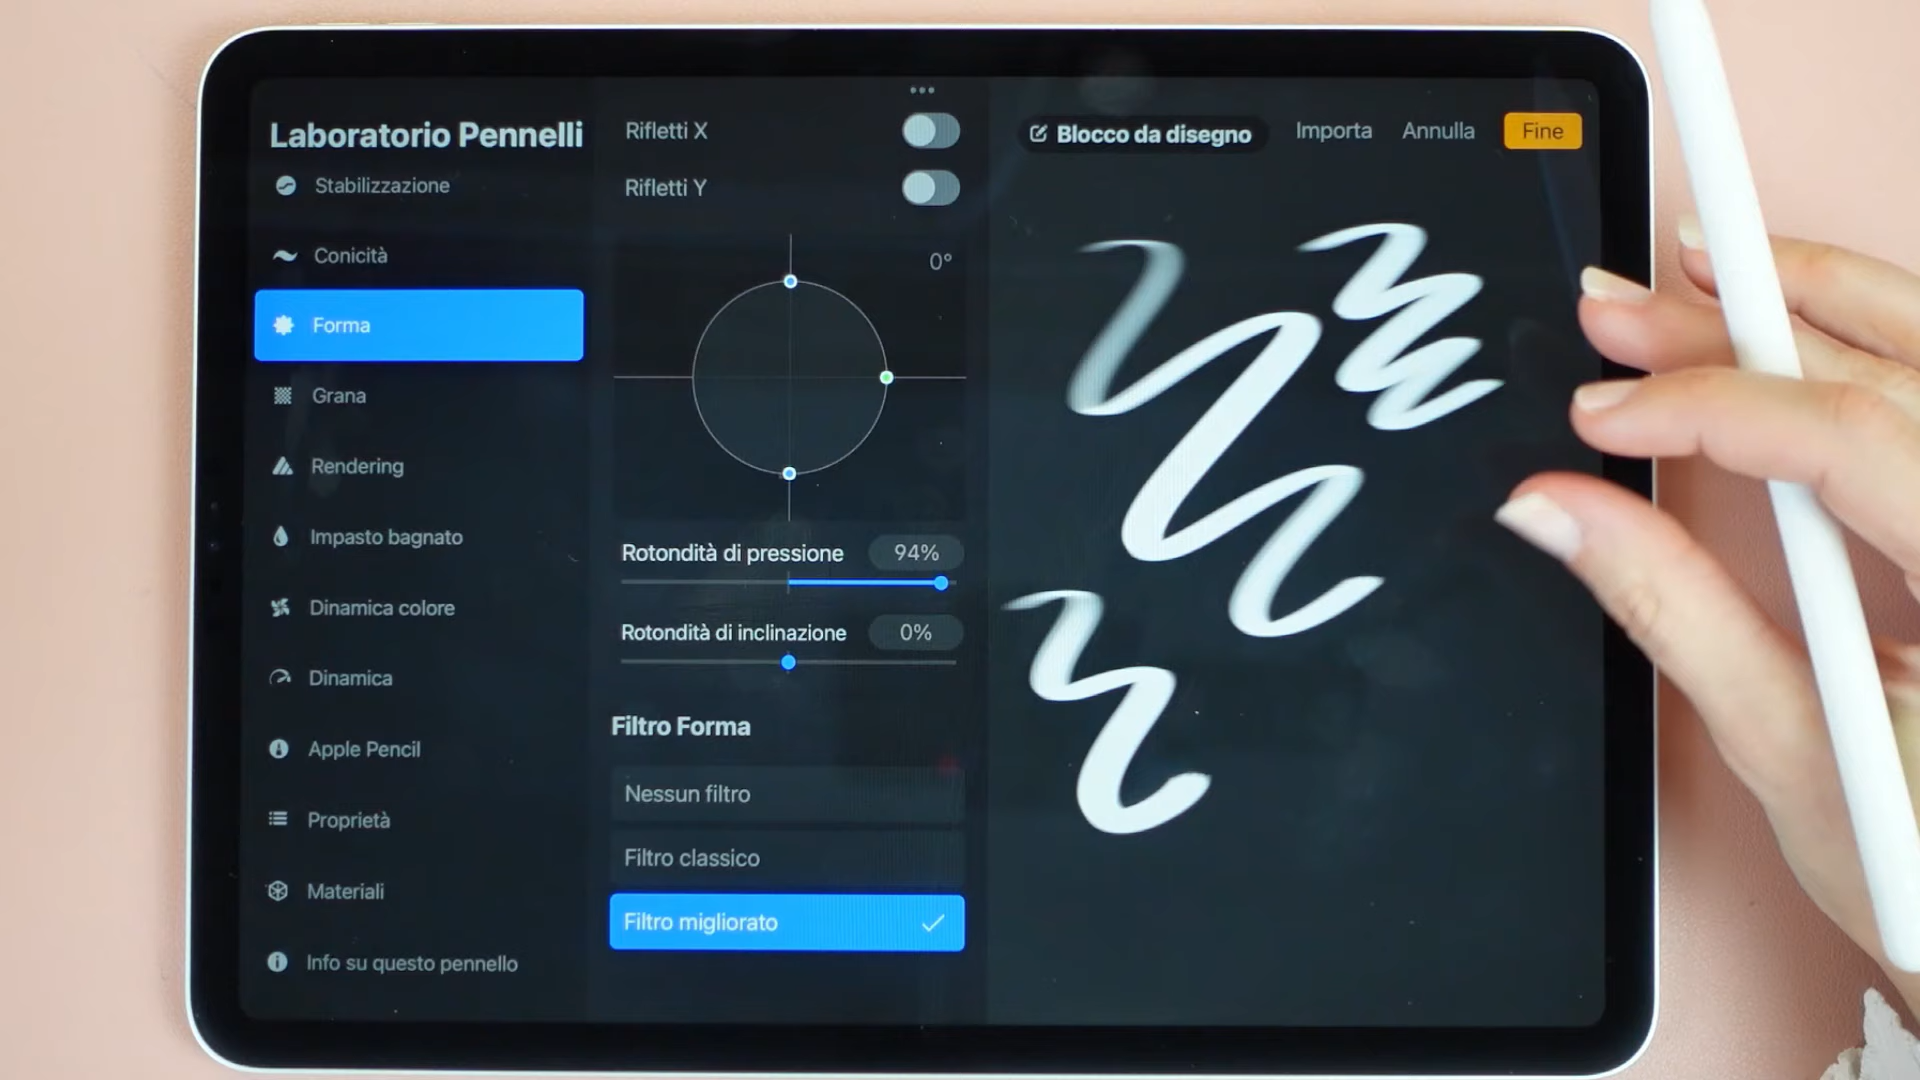 Laboratorio Pennelli
Stabilizzazione
Conicità
Forma
Grana
Rendering
Impasto bagnato
Dinamica colore
Dinamica
Apple Pencil
Proprietà
Materiali
Info su questo pennello
Rifletti X
Rifletti Y
0°
Rotondità di pressione 94%
Rotondità di inclinazione 0%
Filtro Forma
Nessun filtro
Filtro classico
Filtro migliorato
Blocco da disegno
Importa
Annulla
Fine